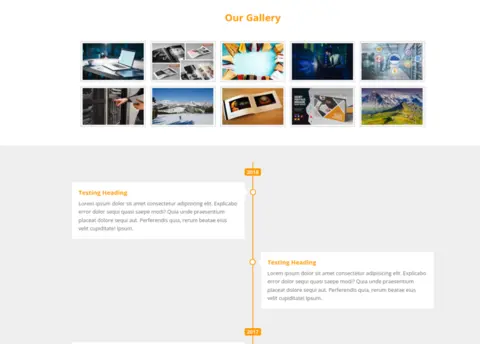 Our Gallery
2018
Testing Heading
Lorem ipsum dolor sit amet consectetur adipisicing elit. Explicabo
error dolor sequi quasi saepe modi? Quia unde praesentium
placeat dolore sequi aut. Perferendis quos, rerum beatae eius
velit cupiditate! Ipsum.
Testing Heading
Lorem ipsum dolor sit amet consectetur adipisicing elit. Explicabo
error dolor sequi quasi saepe modi? Quia unde praesentium
placeat dolore sequi aut. Perferendis quos, rerum beatae eius
velit cupiditate! Ipsum.
2017